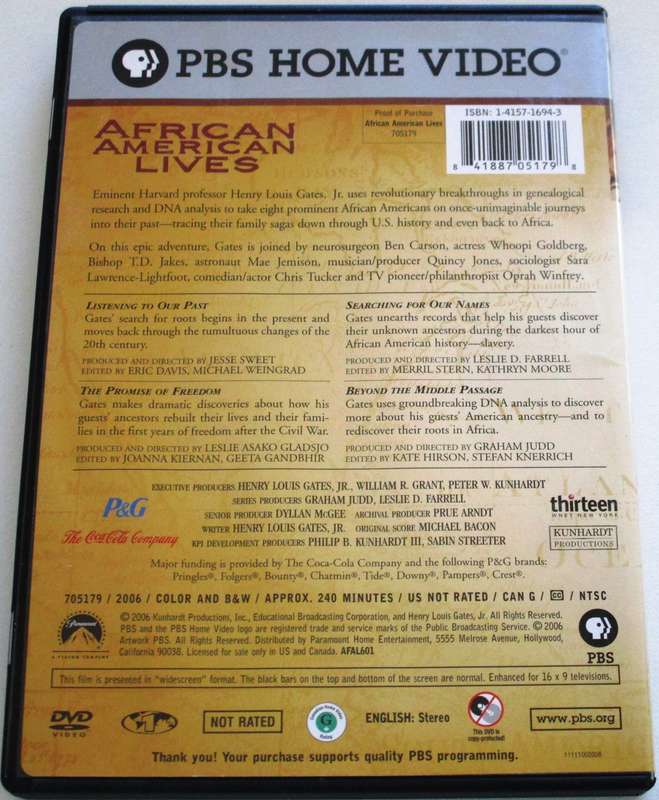 PBS HOME VIDEO®
AFRICAN
AMERICAN
LIVES
Proof of Purchase
African American Lives
705179
ISBN: 1-4157-1694-3
8 41887 05179 8
Eminent Harvard professor Henry Louis Gates, Jr. uses revolutionary breakthroughs in genealogical
research and DNA analysis to take eight prominent African Americans on once-unimaginable journeys
into their past—tracing their family sagas down through U.S. history and even back to Africa.
On this epic adventure, Gates is joined by neurosurgeon Ben Carson, actress Whoopi Goldberg,
Bishop T.D. Jakes, astronaut Mae Jemison, musician/producer Quincy Jones, sociologist Sara
Lawrence-Lightfoot, comedian/actor Chris Tucker and TV pioneer/philanthropist Oprah Winfrey.
LISTENING TO OUR PAST
Gates' search for roots begins in the present and
moves back through the tumultuous changes of the
20th century.
PRODUCED AND DIRECTED BY JESSE SWEET
EDITED BY ERIC DAVIS, MICHAEL WEINGRAD
SEARCHING FOR OUR NAMES
Gates unearths records that help his guests discover
their unknown ancestors during the darkest hour of
African American history—slavery.
PRODUCED AND DIRECTED BY LESLIE D. FARRELL
EDITED BY MERRIL STERN, KATHRYN MOORE
THE PROMISE OF FREEDOM
Gates makes dramatic discoveries about how his
guests' ancestors rebuilt their lives and their fami-
lies in the first years of freedom after the Civil War.
PRODUCED AND DIRECTED BY LESLIE ASAKO GLADSJO
EDITED BY JOANNA KIERNAN, GEETA GANDBHIR
BEYOND THE MIDDLE PASSAGE
Gates uses groundbreaking DNA analysis to discover
more about his guests' American ancestry—and to
rediscover their roots in Africa.
PRODUCED AND DIRECTED BY GRAHAM JUDD
EDITED BY KATE HIRSON, STEFAN KNERRICH
P&G
The Coca-Cola Company
EXECUTIVE PRODUCERS HENRY LOUIS GATES, JR., WILLIAM R. GRANT, PETER W. KUNHARDT
SERIES PRODUCERS GRAHAM JUDD, LESLIE D. FARRELL
SENIOR PRODUCER DYLLAN McGEE ARCHIVAL PRODUCER PRUE ARNDT
WRITER HENRY LOUIS GATES, JR. ORIGINAL SCORE MICHAEL BACON
KPI DEVELOPMENT PRODUCERS PHILIP B. KUNHARDT III, SABIN STREETER
thirteen
WNET NEW YORK
KUNHARDT
PRODUCTIONS
Major funding is provided by The Coca-Cola Company and the following P&G brands:
Pringles®, Folgers®, Bounty®, Charmin®, Tide®, Downy®, Pampers®, Crest®.
705179 / 2006 / COLOR AND B&W / APPROX. 240 MINUTES / US NOT RATED / CAN G / CC / NTSC
Paramount
© 2006 Kunhardt Productions, Inc., Educational Broadcasting Corporation, and Henry Louis Gates, Jr. All Rights Reserved.
PBS and the PBS Home Video logo are registered trade and service marks of the Public Broadcasting Service. © 2006
Artwork PBS. All Rights Reserved. Distributed by Paramount Home Entertainment, 5555 Melrose Avenue, Hollywood,
California 90038. Licensed for sale only in US and Canada. AFAL601
PBS
This film is presented in "widescreen" format. The black bars on the top and bottom of the screen are normal. Enhanced for 16 x 9 televisions.
DVD
VIDEO
1
NOT RATED
G
ENGLISH: Stereo
This DVD is
copy-protected!
www.pbs.org
Thank you! Your purchase supports quality PBS programming.